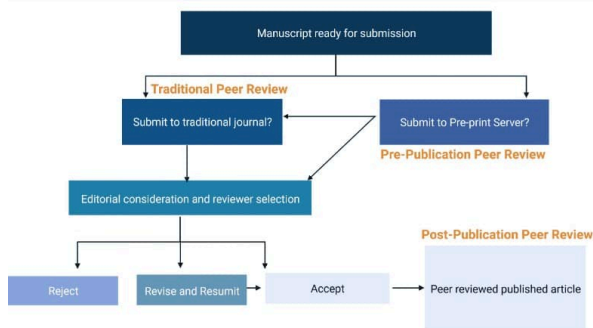 Manuscript ready for submission
Traditional Peer Review
Submit to traditional journal?
Submit to Pre-print Server?
Pre-Publication Peer Review
Editorial consideration and reviewer selection
Post-Publication Peer Review
Reject
Revise and Resumit
Accept
Peer reviewed published article